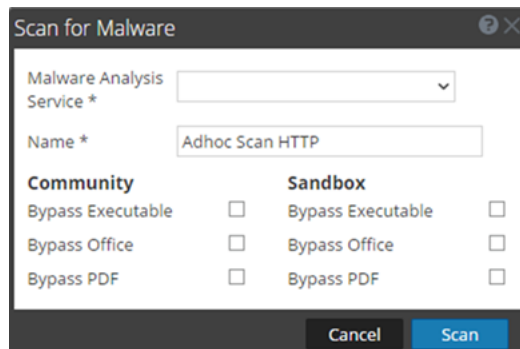 Scan for Malware
Malware Analysis
Service *
Name * Adhoc Scan HTTP
Community Sandbox
Bypass Executable Bypass Executable
Bypass Office Bypass Office
Bypass PDF Bypass PDF
Cancel Scan